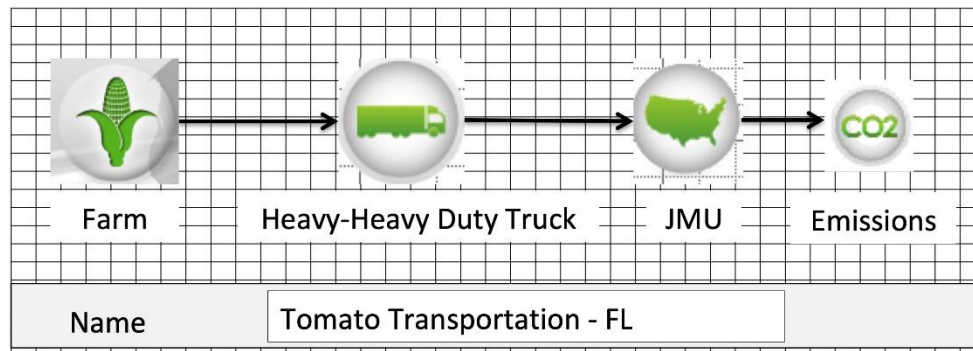 CO2
Farm
Heavy-Heavy Duty Truck
JMU
Emissions
Name
Tomato Transportation - FL